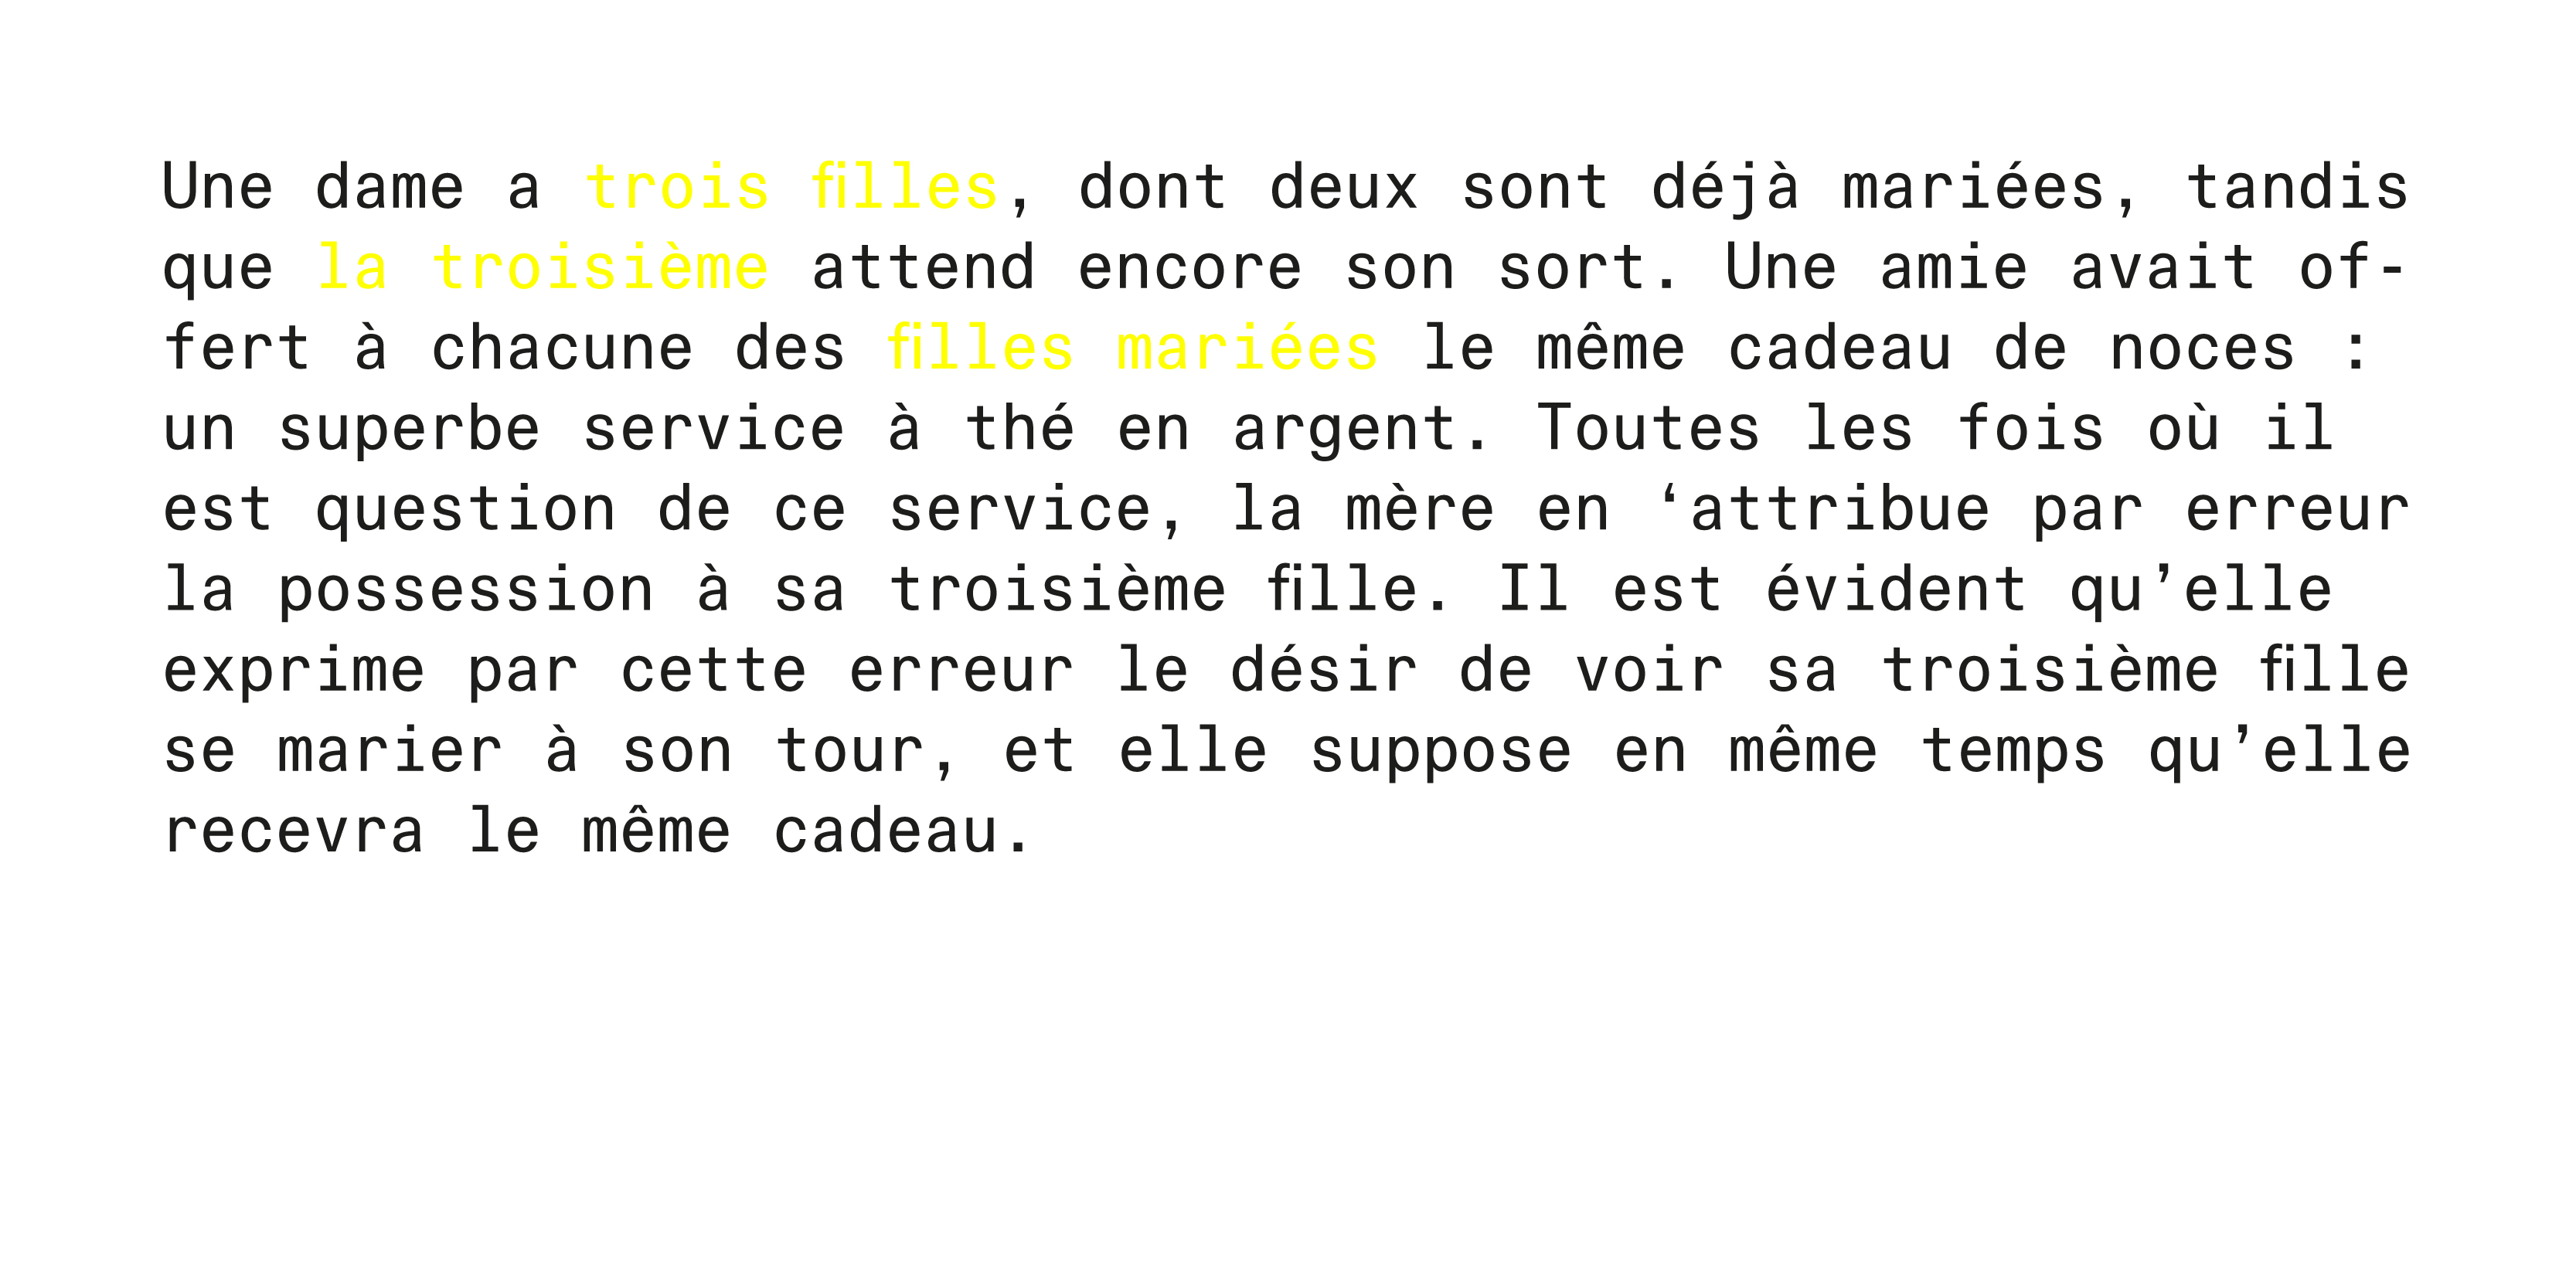 Une dame a trois filles, dont deux sont déjà mariées, tandis
que la troisième attend encore son sort. Une amie avait of-
fert à chacune des filles mariées le même cadeau de noces :
un superbe service à thé en argent. Toutes les fois où il
est question de ce service, la mère en ‘attribue par erreur
la possession à sa troisième fille. Il est évident qu’elle
exprime par cette erreur le désir de voir sa troisième fille
se marier à son tour, et elle suppose en même temps qu’elle
recevra le même cadeau.